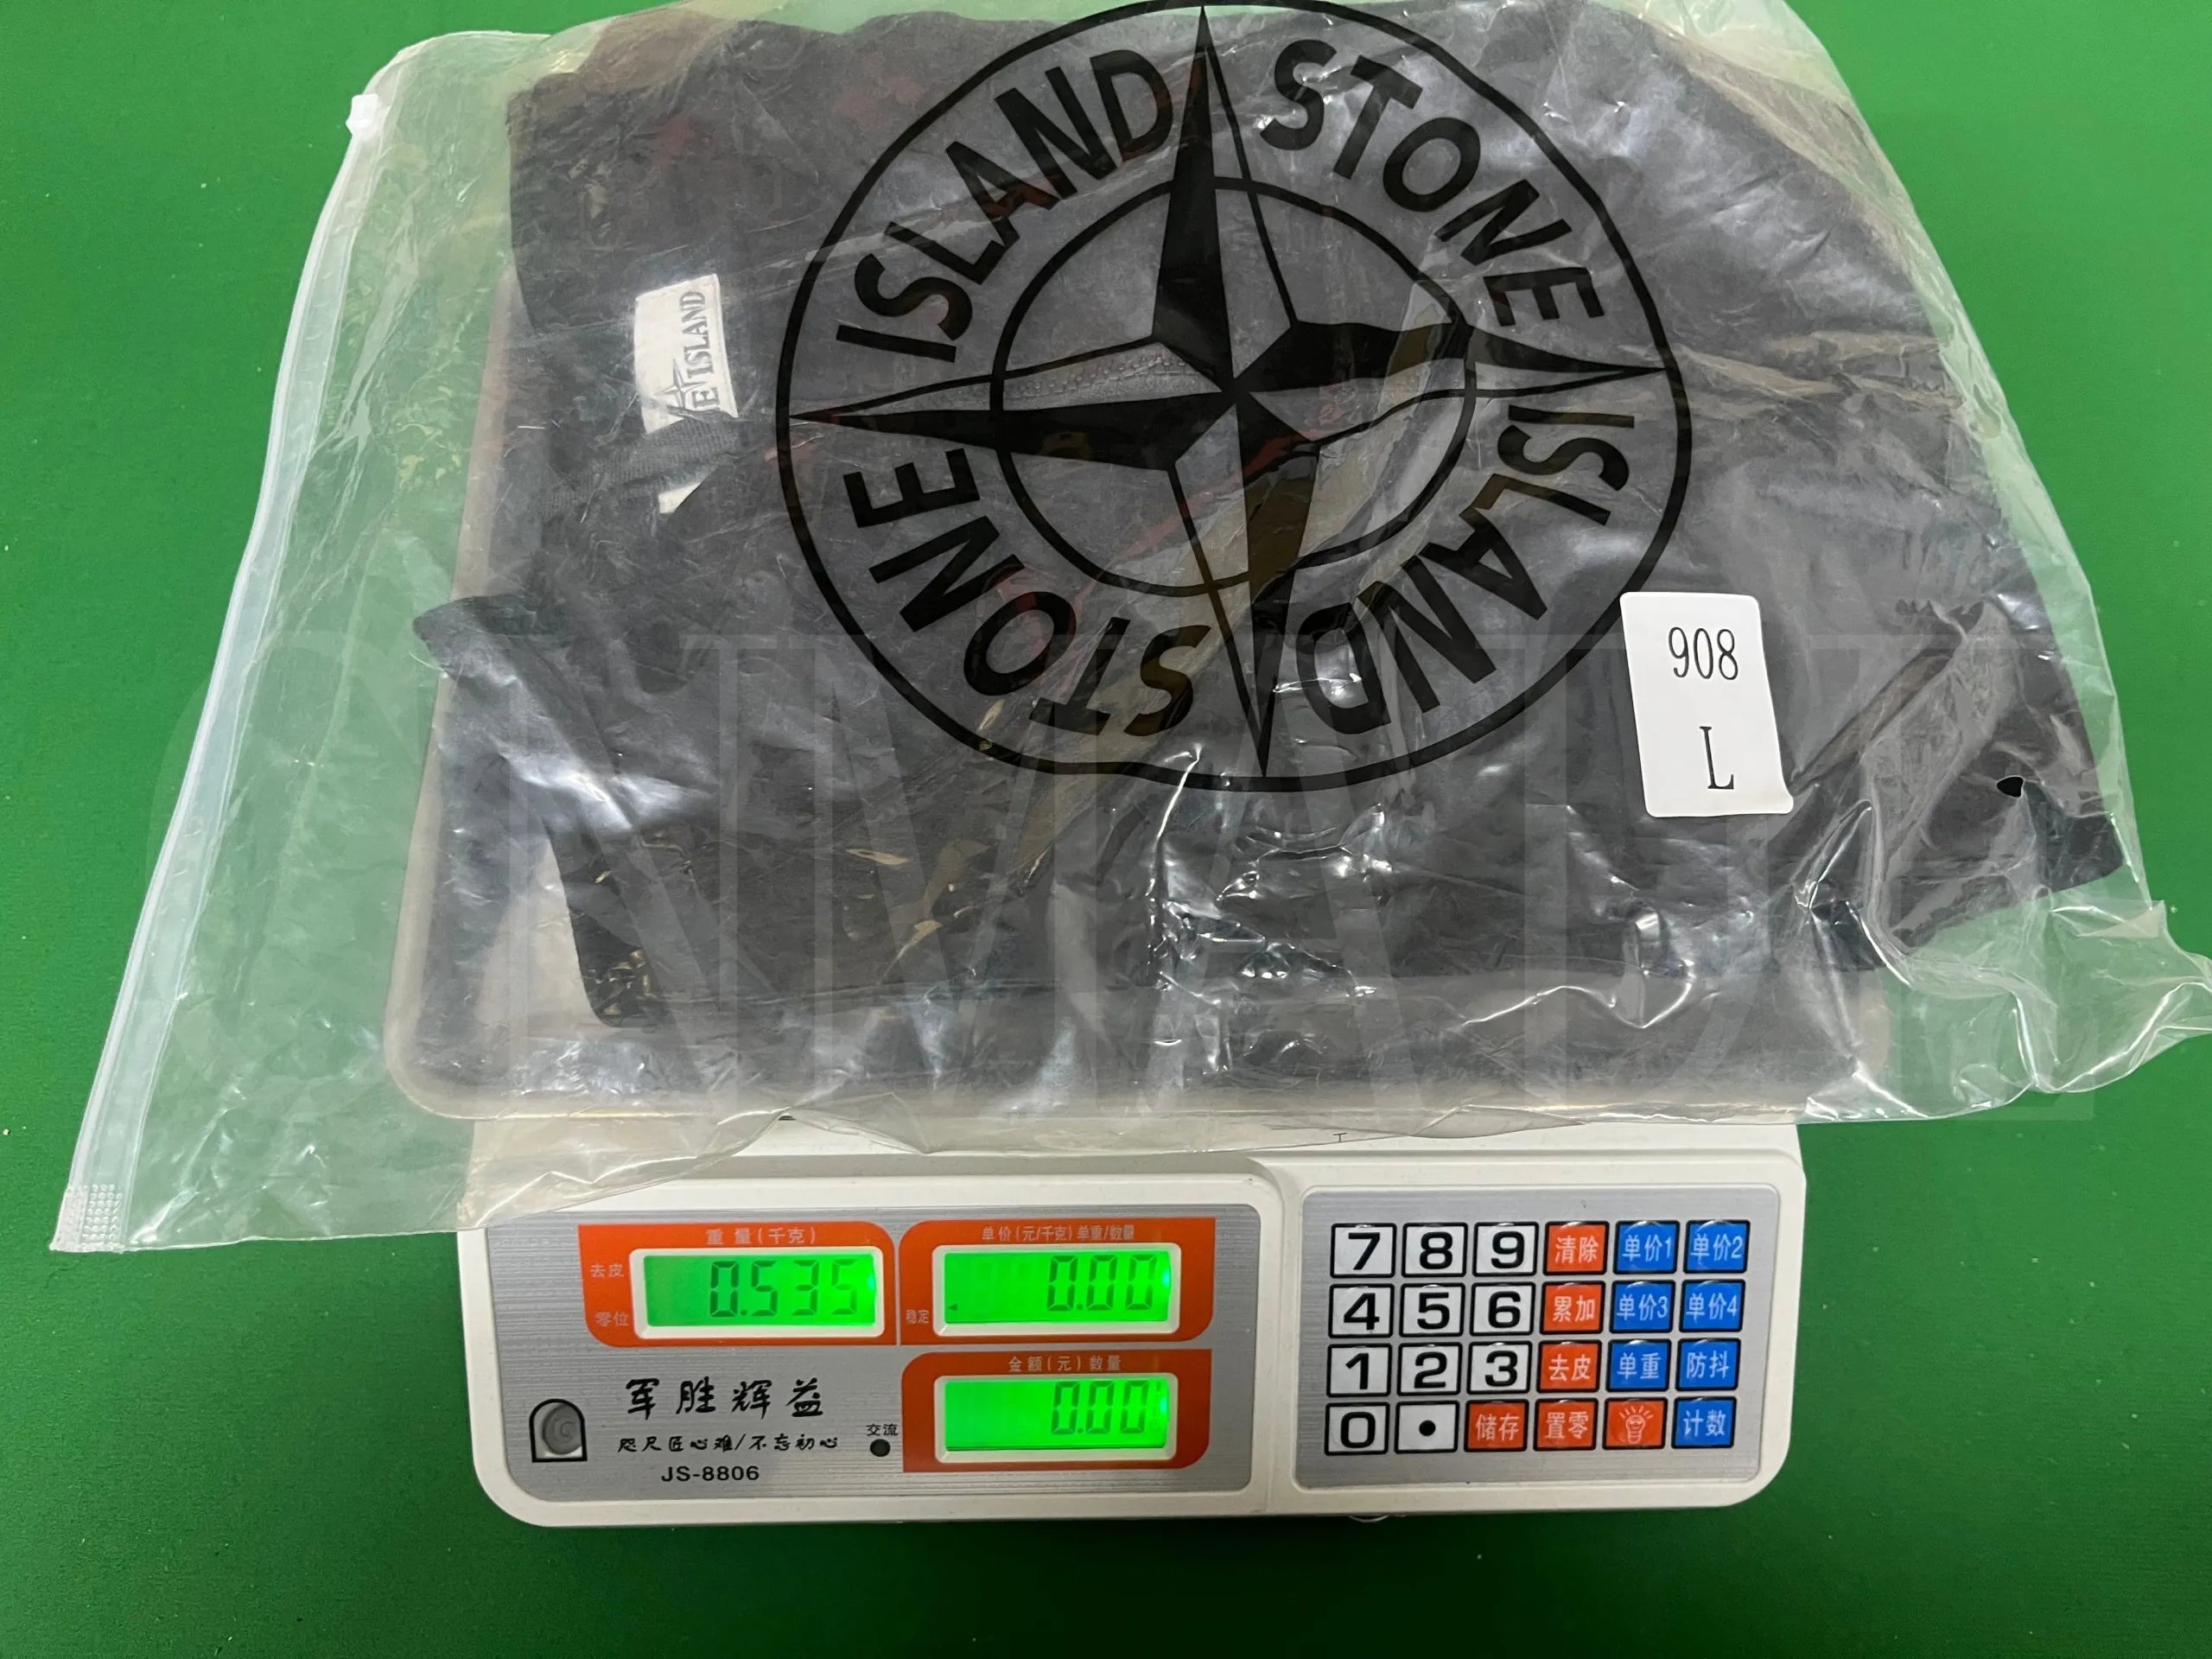 STONE ISLAND
STONE ISLAND
E ISLAND
908
L
重量(千克)
单价(元/千克)单重/数量
去皮
零位
0.535
稳定
0.00
金额(元)数量
0.00
军胜辉益
咫尺匠心难/不忘初心
JS-8806
交流
7 8 9 清除 单价1 单价2
4 5 6 累加 单价3 单价4
1 2 3 去皮 单重 防抖
0 . 储存 置零 计数